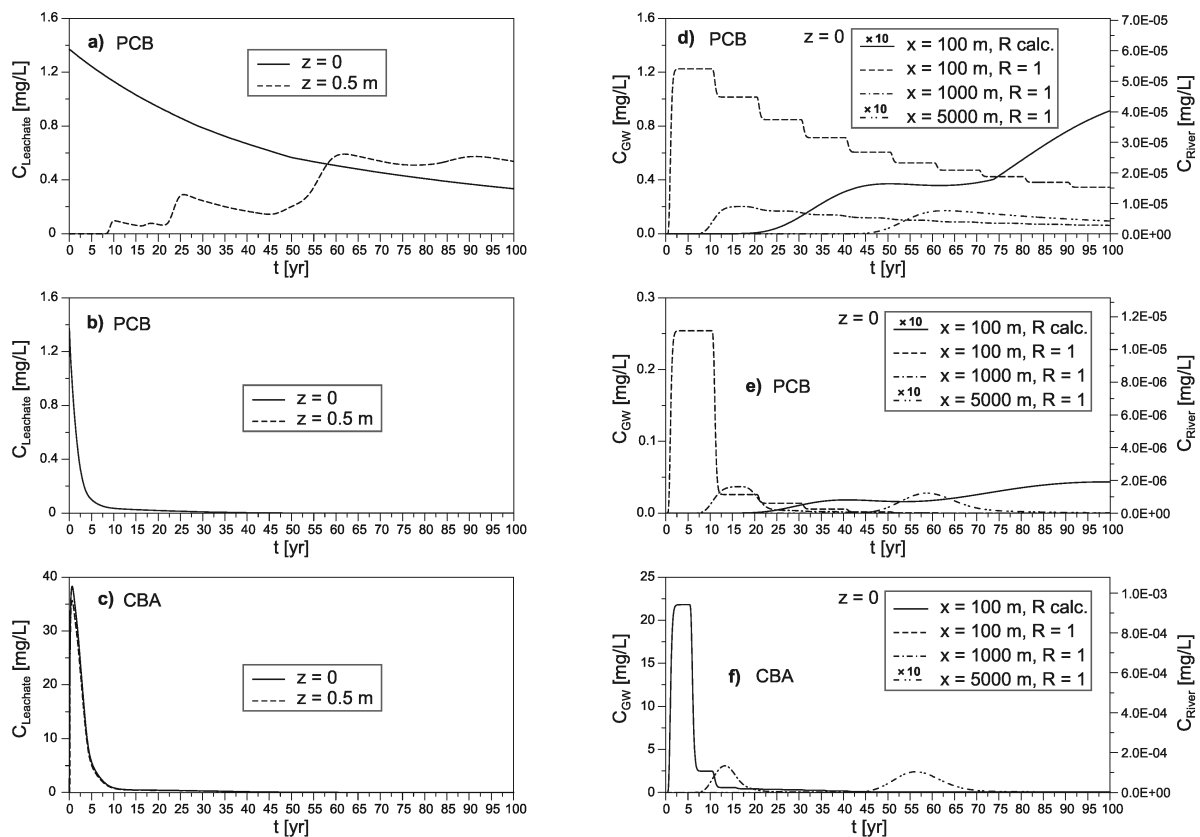 a) PCB
z = 0
z = 0.5 m
C_Leachate [mg/L]
1.6
1.2
0.8
0.4
0
0 5 10 15 20 25 30 35 40 45 50 55 60 65 70 75 80 85 90 95 100
t [yr]
d) PCB
z = 0
×10 x = 100 m, R calc.
x = 100 m, R = 1
x = 1000 m, R = 1
×10 x = 5000 m, R = 1
C_GW [mg/L]
1.6
1.2
0.8
0.4
0.0
C_River [mg/L]
7.0E-05
6.0E-05
5.0E-05
4.0E-05
3.0E-05
2.0E-05
1.0E-05
0.0E+00
0 5 10 15 20 25 30 35 40 45 50 55 60 65 70 75 80 85 90 95 100
t [yr]
b) PCB
z = 0
z = 0.5 m
C_Leachate [mg/L]
1.6
1.2
0.8
0.4
0
0 5 10 15 20 25 30 35 40 45 50 55 60 65 70 75 80 85 90 95 100
t [yr]
e) PCB
z = 0
×10 x = 100 m, R calc.
x = 100 m, R = 1
x = 1000 m, R = 1
×10 x = 5000 m, R = 1
C_GW [mg/L]
0.3
0.2
0.1
0.0
C_River [mg/L]
1.2E-05
1.0E-05
8.0E-06
6.0E-06
4.0E-06
2.0E-06
0.0E+00
0 5 10 15 20 25 30 35 40 45 50 55 60 65 70 75 80 85 90 95 100
t [yr]
c) CBA
z = 0
z = 0.5 m
C_Leachate [mg/L]
40
30
20
10
0
0 5 10 15 20 25 30 35 40 45 50 55 60 65 70 75 80 85 90 95 100
t [yr]
f) CBA
z = 0
x = 100 m, R calc.
x = 100 m, R = 1
x = 1000 m, R = 1
×10 x = 5000 m, R = 1
C_GW [mg/L]
25
20
15
10
5
0
C_River [mg/L]
1.0E-03
8.0E-04
6.0E-04
4.0E-04
2.0E-04
0.0E+00
0 5 10 15 20 25 30 35 40 45 50 55 60 65 70 75 80 85 90 95 100
t [yr]